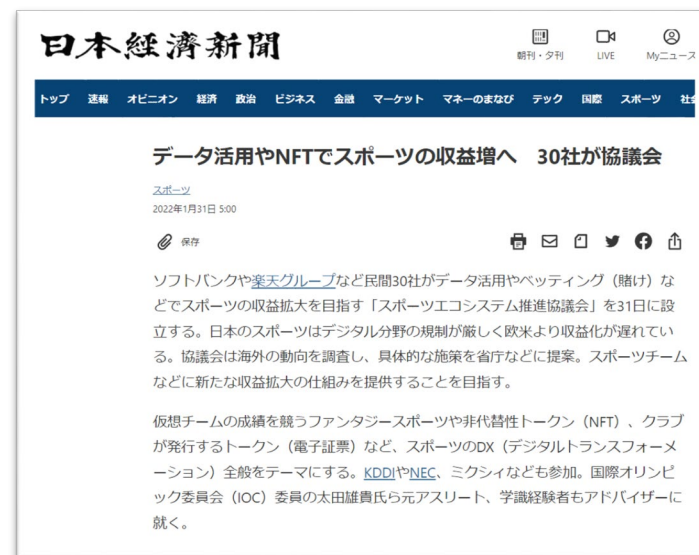 日本経済新聞
朝刊・夕刊 LIVE Myニュース
トップ 速報 オピニオン 経済 政治 ビジネス 金融 マーケット マネーのまなび テック 国際 スポーツ 社会
データ活用やNFTでスポーツの収益増へ 30社が協議会
スポーツ
2022年1月31日 5:00
保存
ソフトバンクや楽天グループなど民間30社がデータ活用やベッティング（賭け）な
どでスポーツの収益拡大を目指す「スポーツエコシステム推進協議会」を31日に設
立する。日本のスポーツはデジタル分野の規制が厳しく欧米より収益化が遅れてい
る。協議会は海外の動向を調査し、具体的な施策を省庁などに提案。スポーツチーム
などに新たな収益拡大の仕組みを提供することを目指す。
仮想チームの成績を競うファンタジースポーツや非代替性トークン（NFT）、クラブ
が発行するトークン（電子証票）など、スポーツのDX（デジタルトランスフォーメ
ーション）全般をテーマにする。KDDIやNEC、ミクシィなども参加。国際オリンピ
ック委員会（IOC）委員の太田雄貴氏ら元アスリート、学識経験者もアドバイザーに
就く。